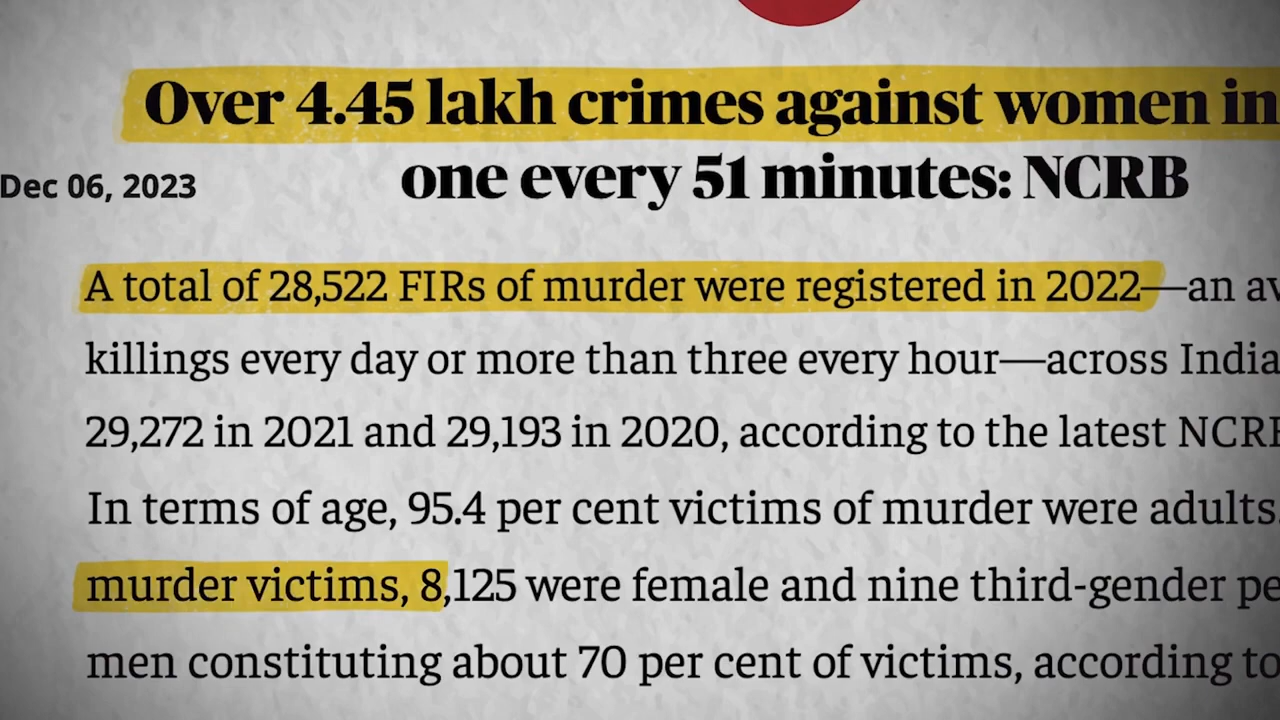 Over 4.45 lakh crimes against women in
one every 51 minutes: NCRB
Dec 06, 2023
A total of 28,522 FIRs of murder were registered in 2022—an av
killings every day or more than three every hour—across India
29,272 in 2021 and 29,193 in 2020, according to the latest NCRB
In terms of age, 95.4 per cent victims of murder were adults.
murder victims, 8,125 were female and nine third-gender pe
men constituting about 70 per cent of victims, according to